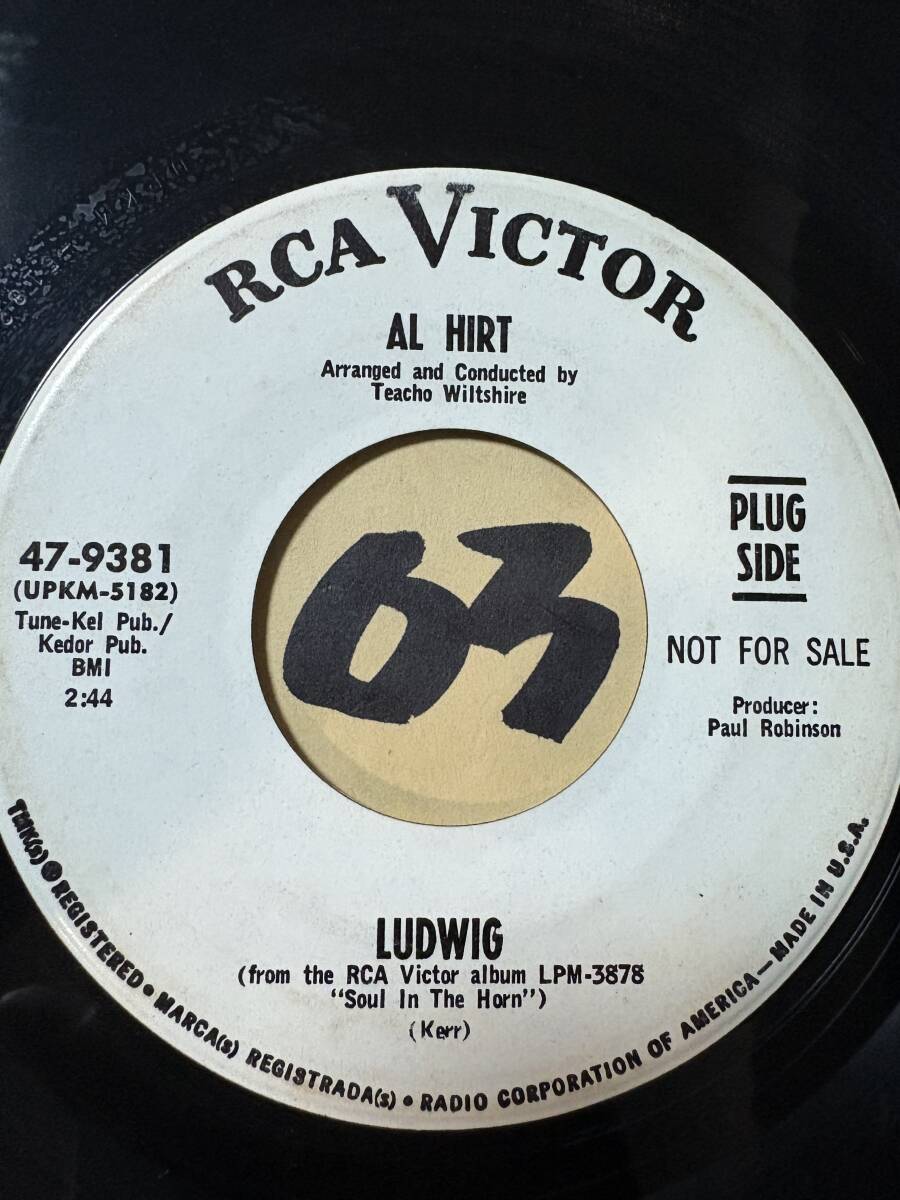 RCA VICTOR
AL HIRT
Arranged and Conducted by
Teacho Wiltshire
PLUG
SIDE
47-9381
(UPKM-5182)
Tune-Kel Pub./
Kedor Pub.
BMI
2:44
NOT FOR SALE
Producer:
Paul Robinson
LUDWIG
(from the RCA Victor album LPM-3878
"Soul In The Horn")
(Kerr)
TMK(s) ® REGISTERED • MARCA(s) REGISTRADA(s) • RADIO CORPORATION OF AMERICA—MADE IN U.S.A.